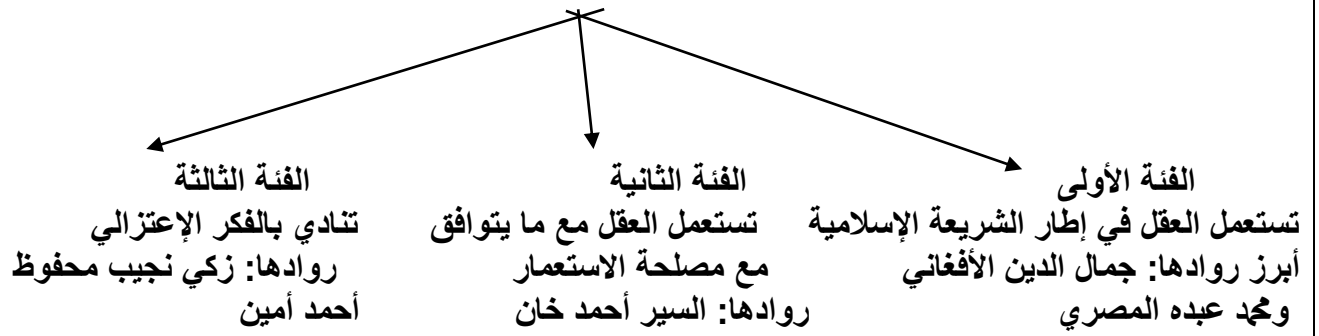 الفئة الأولى
تستعمل العقل في إطار الشريعة الإسلامية
أبرز روادها: جمال الدين الأفغاني
ومحمد عبده المصري
الفئة الثانية
تستعمل العقل مع ما يتوافق
مع مصلحة الاستعمار
روادها: السير أحمد خان
الفئة الثالثة
تنادي بالفكر الإعتزالي
روادها: زكي نجيب محفوظ
أحمد أمين